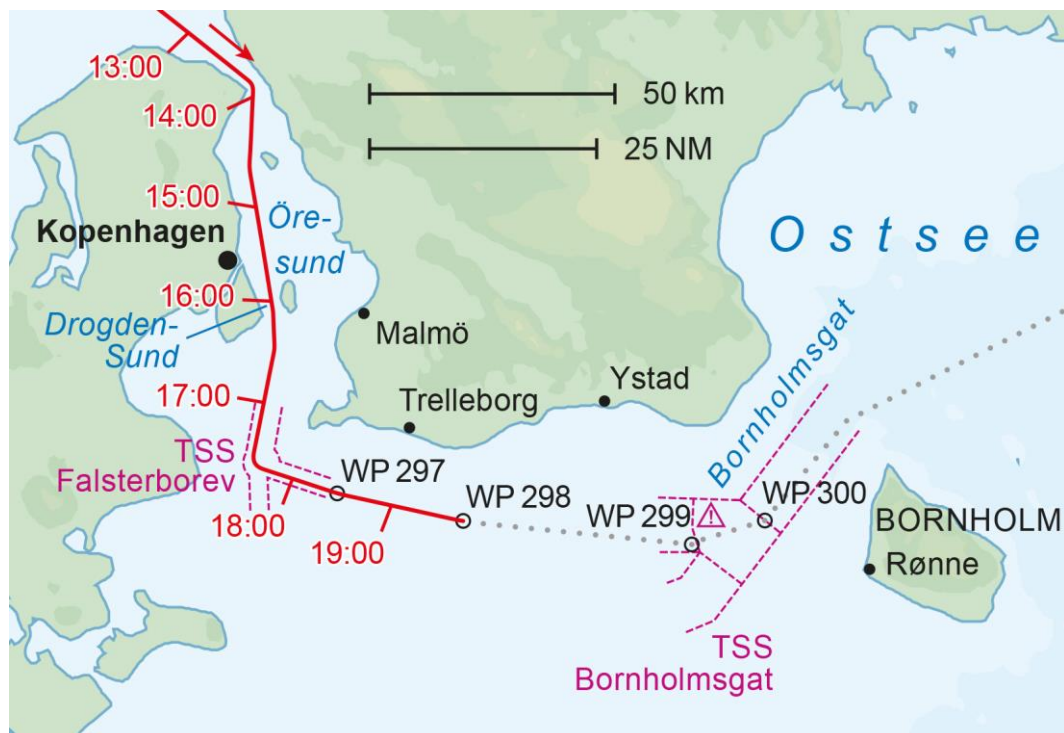 13:00
14:00
50 km
25 NM
15:00
Öre-
sund
Kopenhagen
Ostsee
16:00
Drogden-
Sund
Malmö
Bornholmsgat
Ystad
17:00
Trelleborg
TSS
Falsterborev
WP 297
WP 298
WP 299
WP 300
18:00
19:00
BORNHOLM
Rønne
TSS
Bornholmsgat